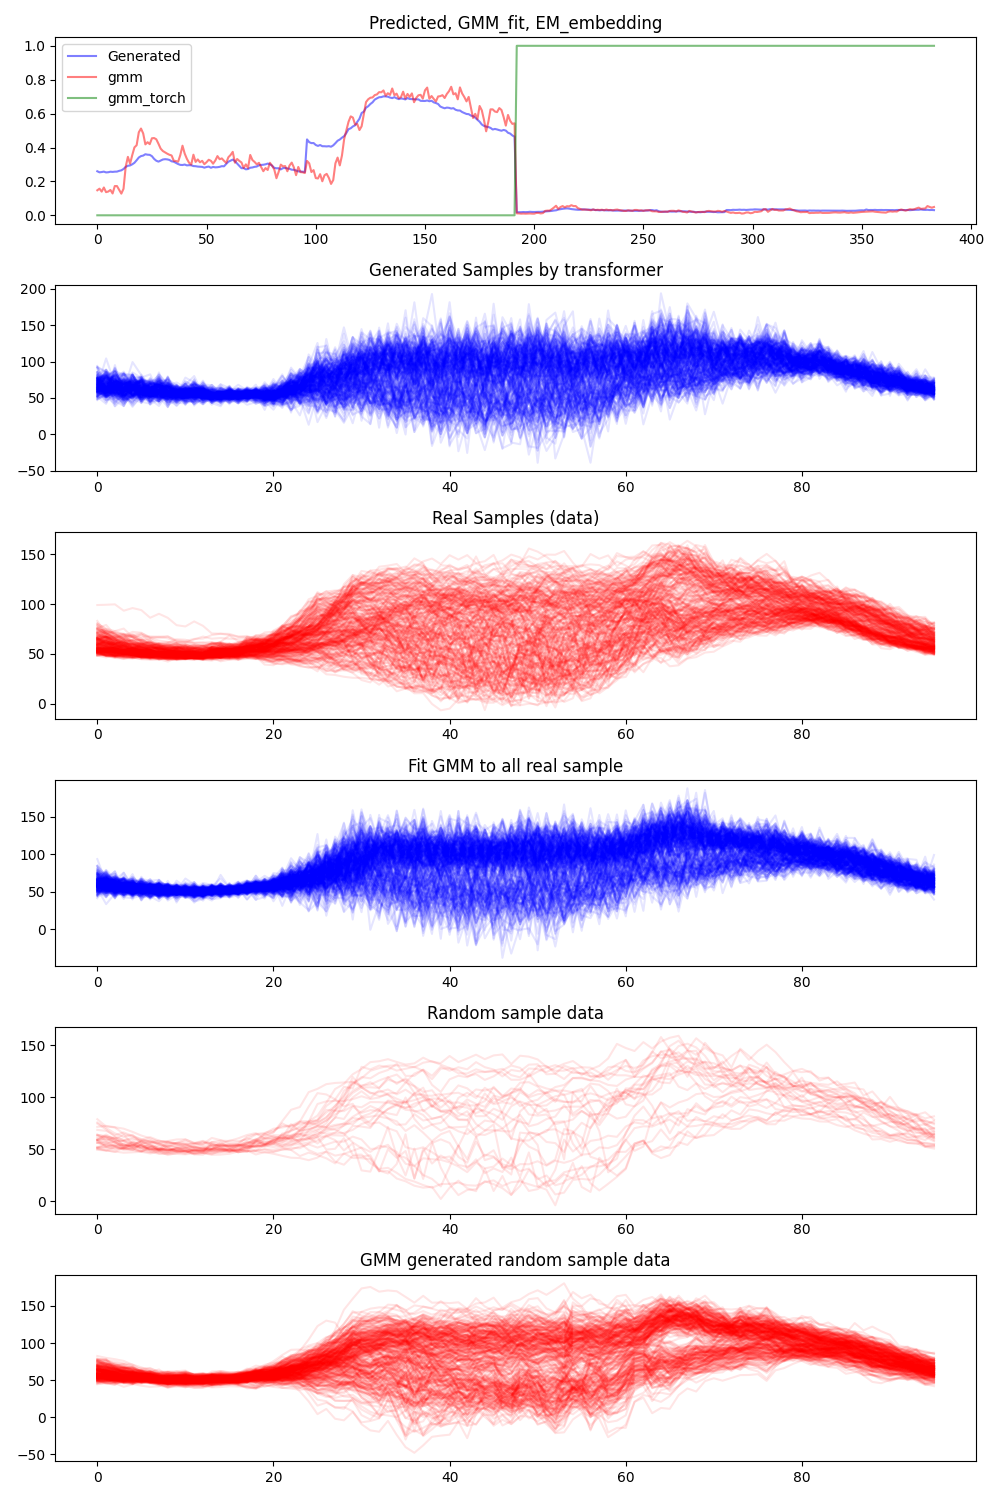 Predicted, GMM_fit, EM_embedding
1.0
0.8
0.6
0.4
0.2
0.0
Generated
gmm
gmm_torch
0 50 100 150 200 250 300 350 400
Generated Samples by transformer
200
150
100
50
0
−50
0 20 40 60 80
Real Samples (data)
150
100
50
0
0 20 40 60 80
Fit GMM to all real sample
150
100
50
0
0 20 40 60 80
Random sample data
150
100
50
0
0 20 40 60 80
GMM generated random sample data
150
100
50
0
−50
0 20 40 60 80